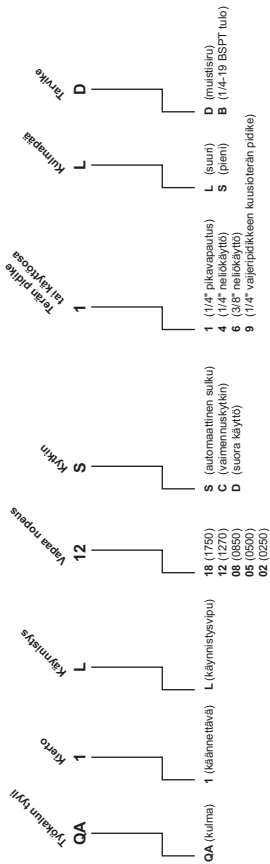 Työkalun tyyli
QA
QA (kulma)
Kierto
1
1 (käännettävä)
Käynnistys
L
L (käynnistysvipu)
Vapaa nopeus
12
18 (1750)
12 (1270)
08 (0850)
05 (0500)
02 (0250)
Kytkin
S
S (automaattinen sulku)
C (vaimennuskytkin)
D (suora käyttö)
Terän pidike
tai käyttöosa
1
1 (1/4" pikavapautus)
4 (1/4" neliökäyttö)
6 (3/8" neliökäyttö)
9 (1/4" vaijeripidikkeen kuusioterän pidike)
Kulmapää
L
L (suuri)
S (pieni)
Tarvike
D
D (muistisiru)
B (1/4-19 BSPT tulo)